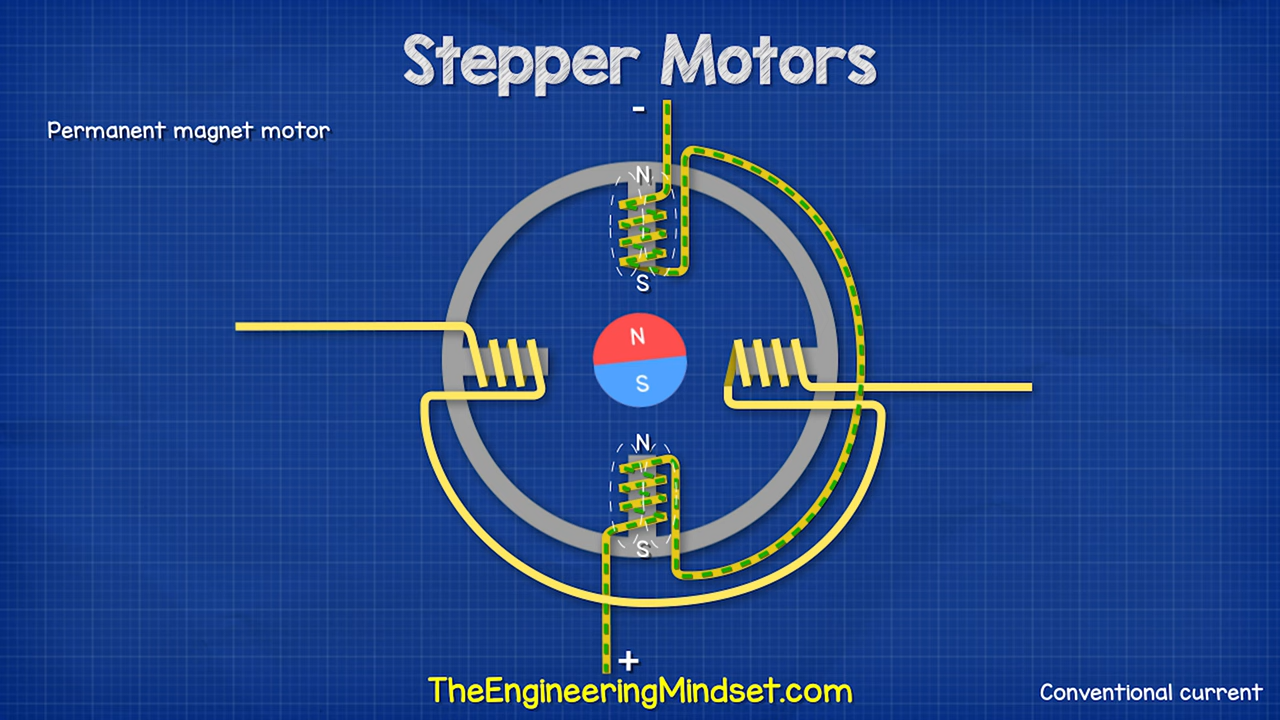 Stepper Motors
-
Permanent magnet motor
N
S
N
S
N
S
+
TheEngineeringMindset.com
Conventional current